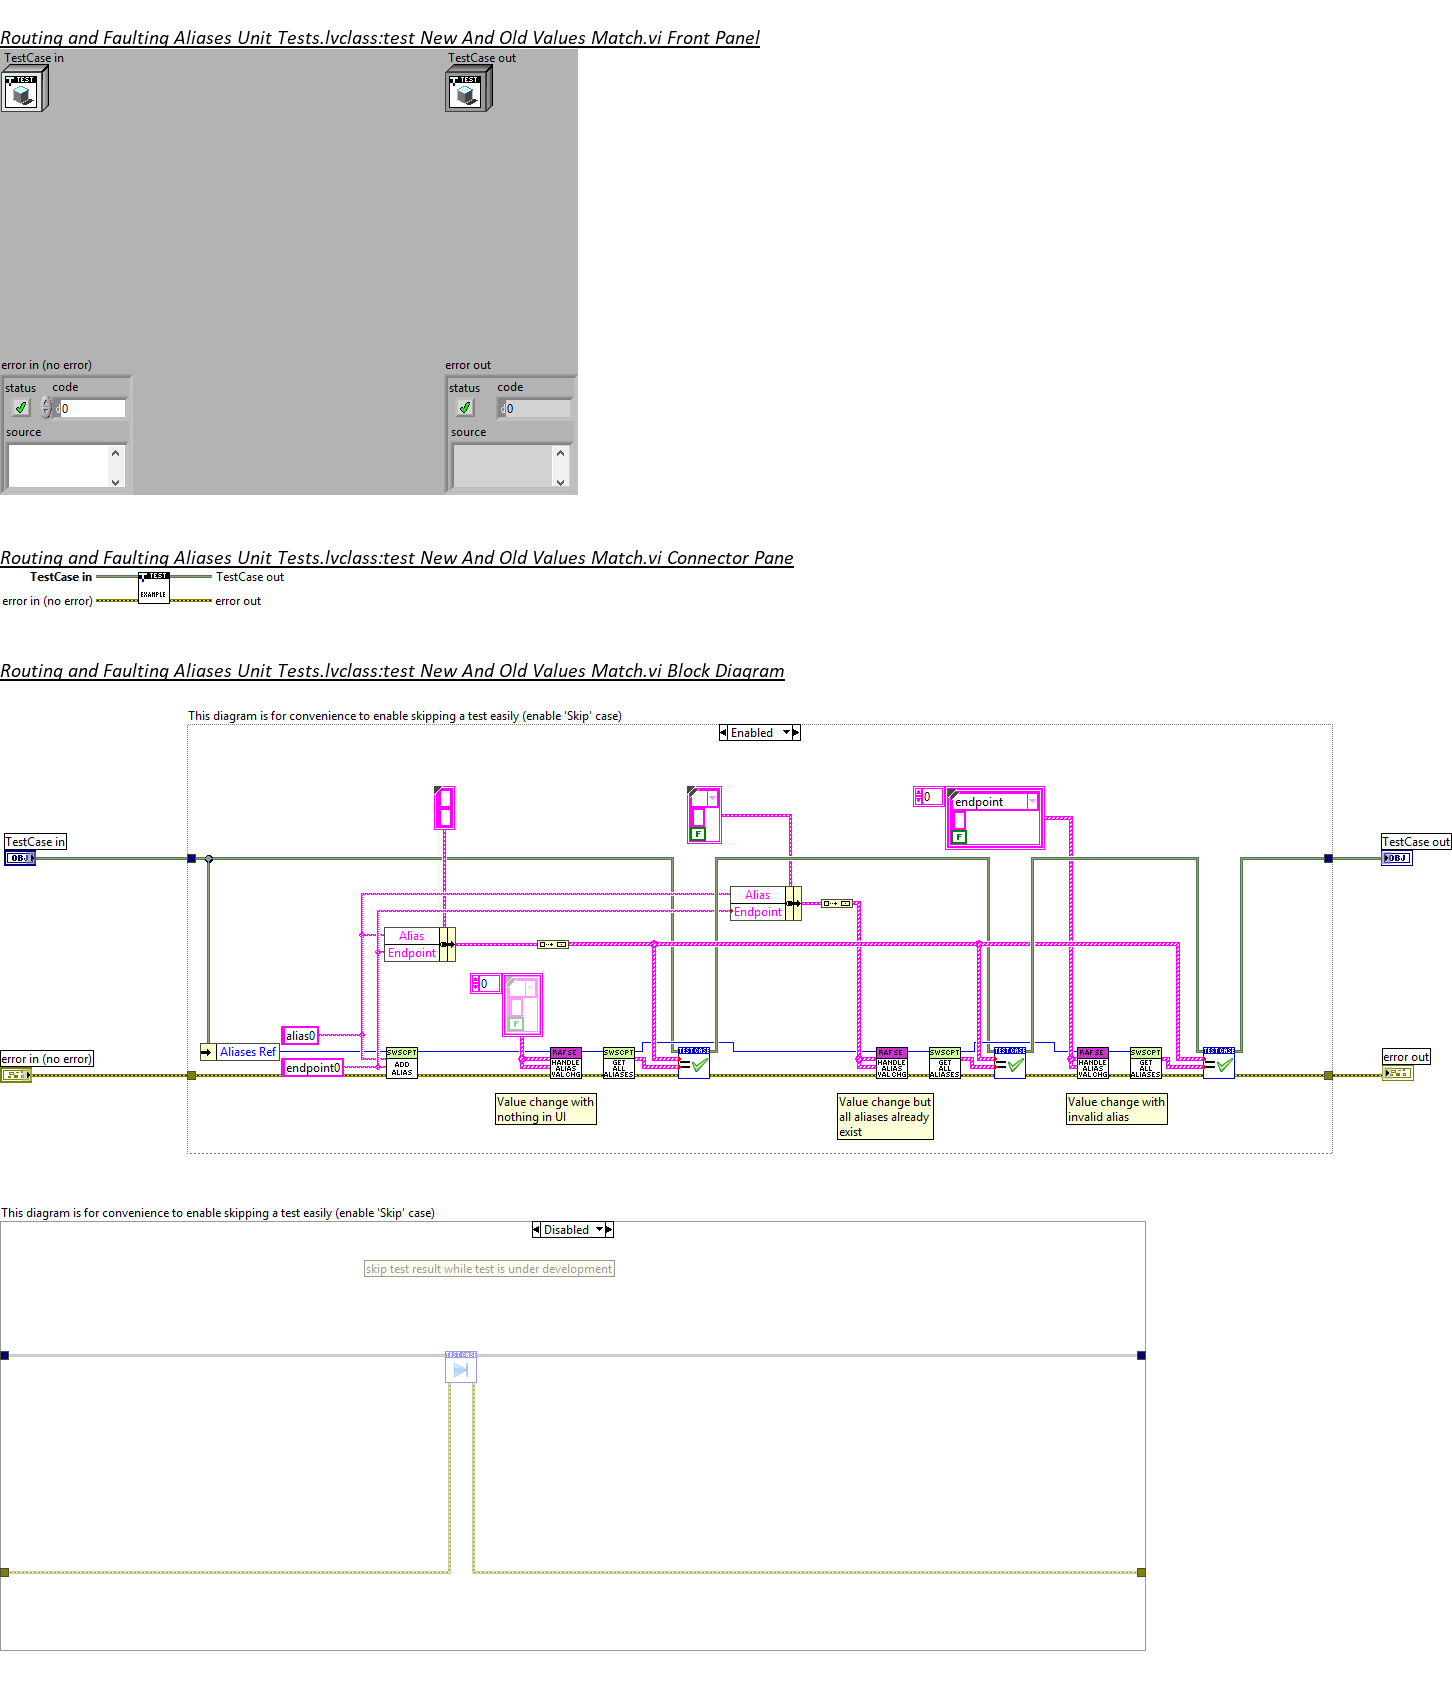 Routing and Faulting Aliases Unit Tests.lvclass:test New And Old Values Match.vi Front Panel
TestCase in
TestCase out
TEST
TEST
error in (no error)
error out
status
code
status
code
d0
d0
source
source
Routing and Faulting Aliases Unit Tests.lvclass:test New And Old Values Match.vi Connector Pane
TestCase in
TEST
TestCase out
error in (no error)
EXAMPLE
error out
Routing and Faulting Aliases Unit Tests.lvclass:test New And Old Values Match.vi Block Diagram
This diagram is for convenience to enable skipping a test easily (enable 'Skip' case)
Enabled
0
endpoint
F
F
TestCase in
OBJ
TestCase out
OBJ
Alias
Endpoint
Alias
Endpoint
0
F
alias0
Aliases Ref
endpoint0
error in (no error)
error out
SWSCPT
ADD
ALIAS
RAF SE
HANDLE
ALIAS
VAL CHG
SWSCPT
GET
ALL
ALIASES
TEST CASE
RAF SE
HANDLE
ALIAS
VAL CHG
SWSCPT
GET
ALL
ALIASES
TEST CASE
RAF SE
HANDLE
ALIAS
VAL CHG
SWSCPT
GET
ALL
ALIASES
TEST CASE
Value change with
nothing in UI
Value change but
all aliases already
exist
Value change with
invalid alias
This diagram is for convenience to enable skipping a test easily (enable 'Skip' case)
Disabled
skip test result while test is under development
TEST CASE